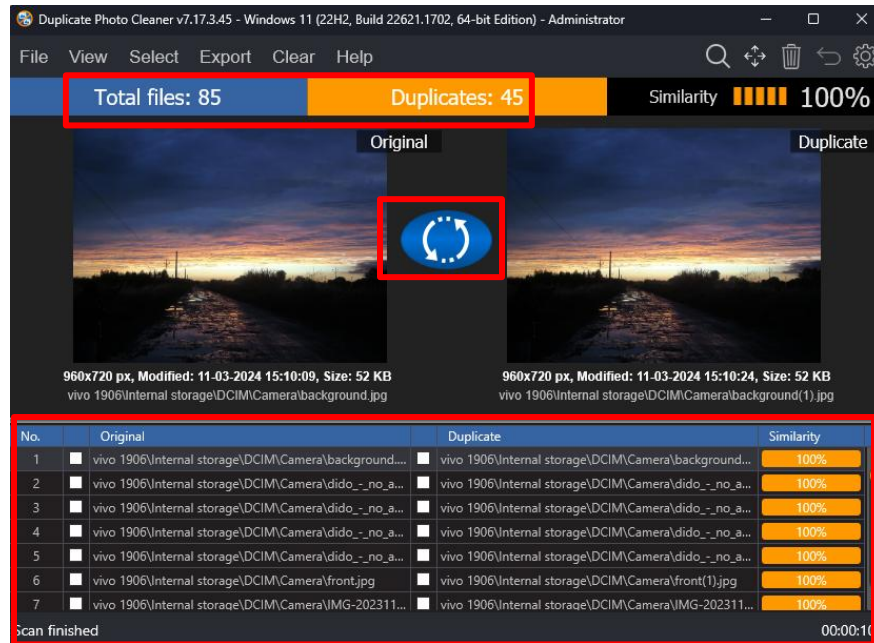 Duplicate Photo Cleaner v7.17.3.45 - Windows 11 (22H2, Build 22621.1702, 64-bit Edition) - Administrator
File View Select Export Clear Help
Total files: 85 Duplicates: 45 Similarity 100%
Original Duplicate
960x720 px, Modified: 11-03-2024 15:10:09, Size: 52 KB 960x720 px, Modified: 11-03-2024 15:10:24, Size: 52 KB
vivo 1906\Internal storage\DCIM\Camera\background.jpg vivo 1906\Internal storage\DCIM\Camera\background(1).jpg
No. Original Duplicate Similarity
1 vivo 1906\Internal storage\DCIM\Camera\background.... vivo 1906\Internal storage\DCIM\Camera\background... 100%
2 vivo 1906\Internal storage\DCIM\Camera\dido_-_no_a... vivo 1906\Internal storage\DCIM\Camera\dido_-_no_a... 100%
3 vivo 1906\Internal storage\DCIM\Camera\dido_-_no_a... vivo 1906\Internal storage\DCIM\Camera\dido_-_no_a... 100%
4 vivo 1906\Internal storage\DCIM\Camera\dido_-_no_a... vivo 1906\Internal storage\DCIM\Camera\dido_-_no_a... 100%
5 vivo 1906\Internal storage\DCIM\Camera\dido_-_no_a... vivo 1906\Internal storage\DCIM\Camera\dido_-_no_a... 100%
6 vivo 1906\Internal storage\DCIM\Camera\front.jpg vivo 1906\Internal storage\DCIM\Camera\front(1).jpg 100%
7 vivo 1906\Internal storage\DCIM\Camera\IMG-202311... vivo 1906\Internal storage\DCIM\Camera\IMG-202311... 100%
Scan finished 00:00:10